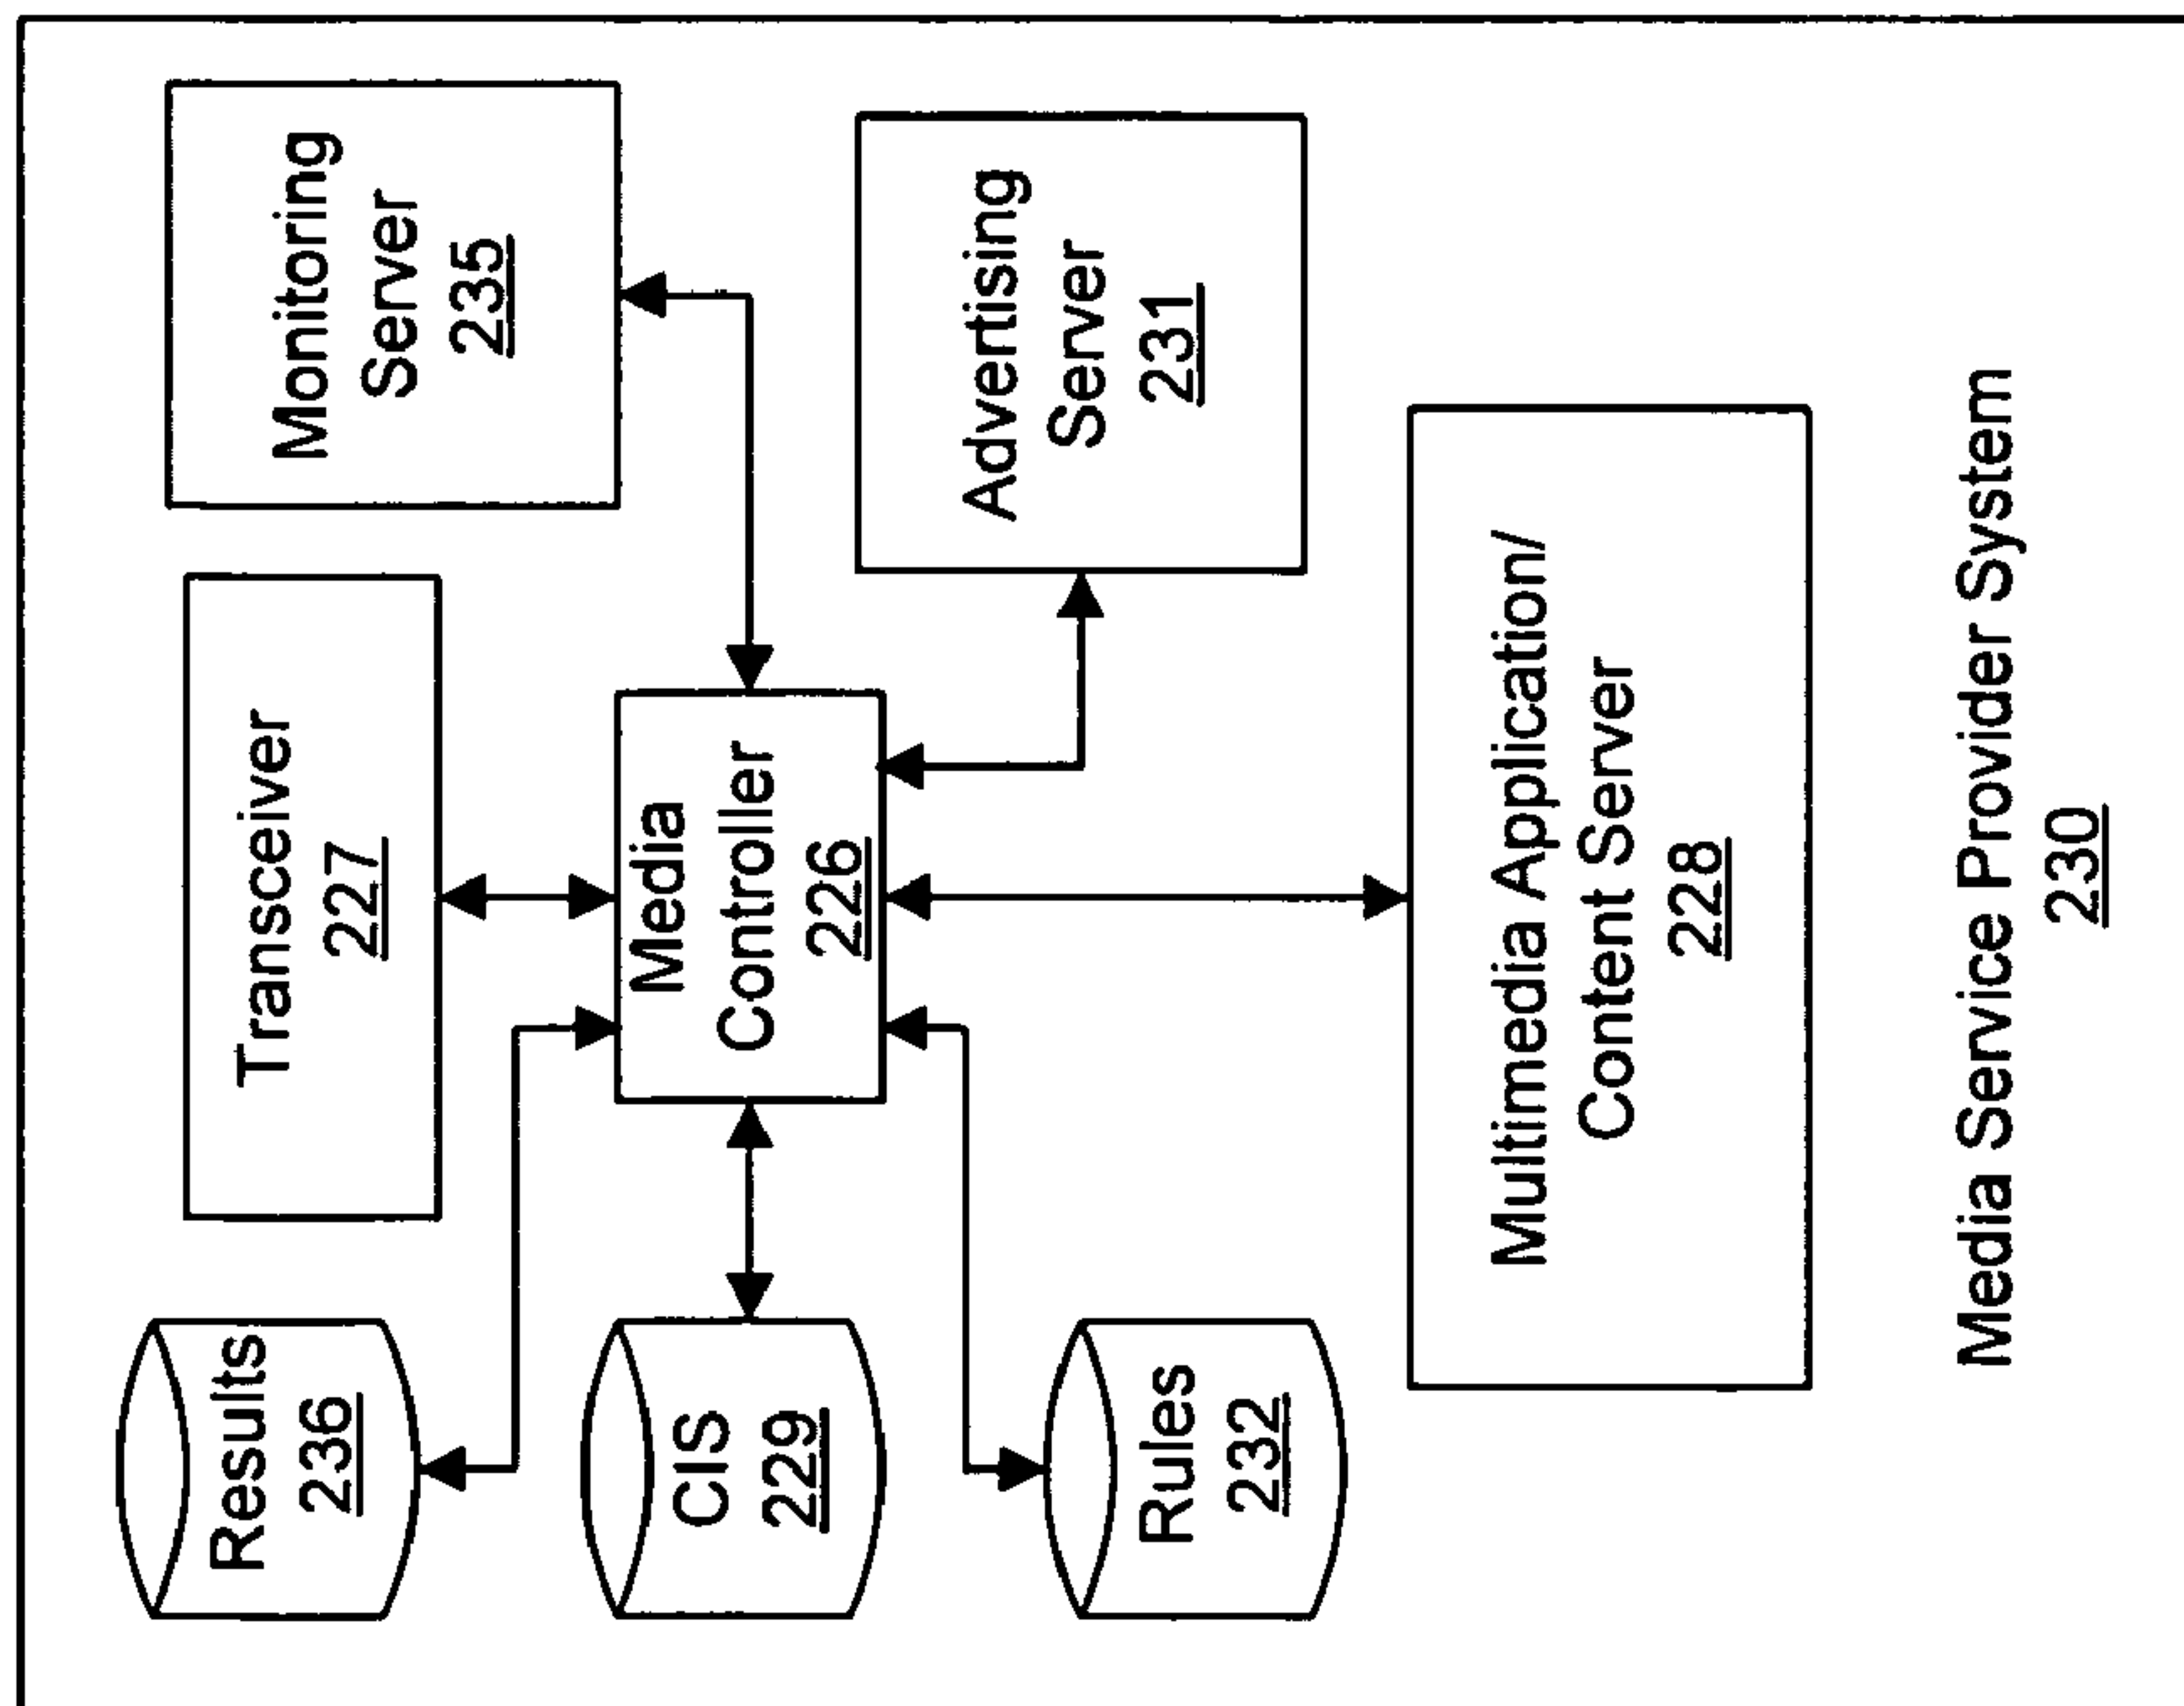 Monitoring
Server
235
Advertising
Server
231
Transceiver
227
Media
Controller
226
Multimedia Application/
Content Server
228
Results
236
CIS
229
Rules
232
Media Service Provider System
230